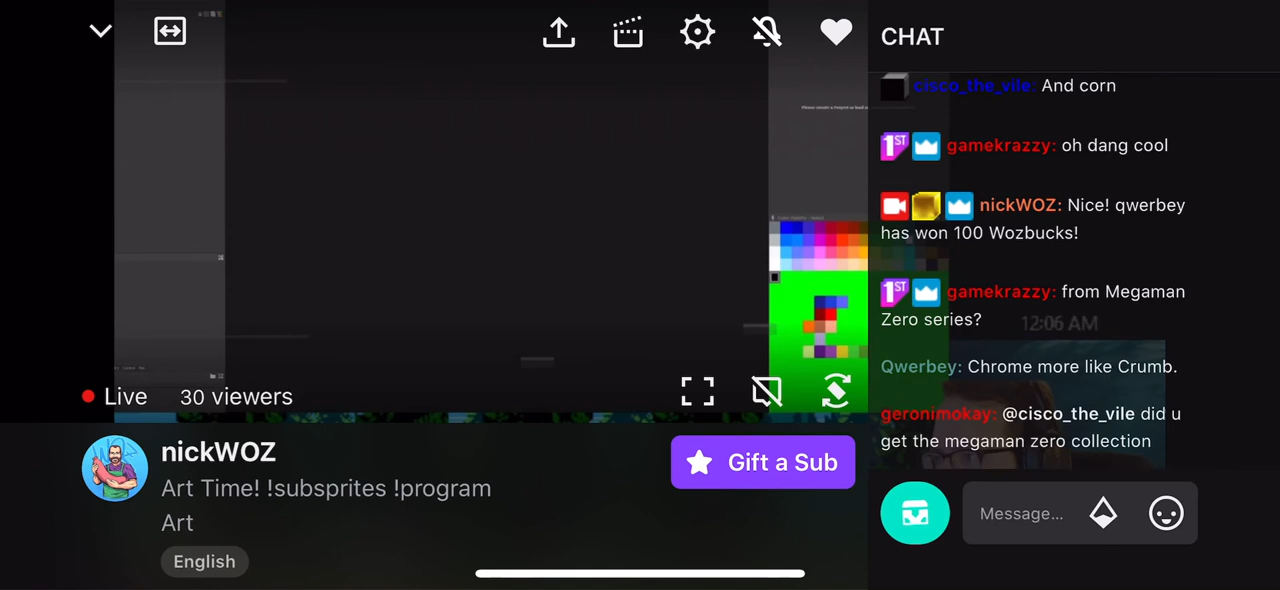 CHAT
cisco_the_vile: And corn
1ST gamekrazzy: oh dang cool
nickWOZ: Nice! qwerbey
has won 100 Wozbucks!
1ST gamekrazzy: from Megaman
Zero series?
12:06 AM
Qwerbey: Chrome more like Crumb.
geronimokay: @cisco_the_vile did u
get the megaman zero collection
Message...
Live 30 viewers
nickWOZ
Gift a Sub
Art Time! !subsprites !program
Art
English